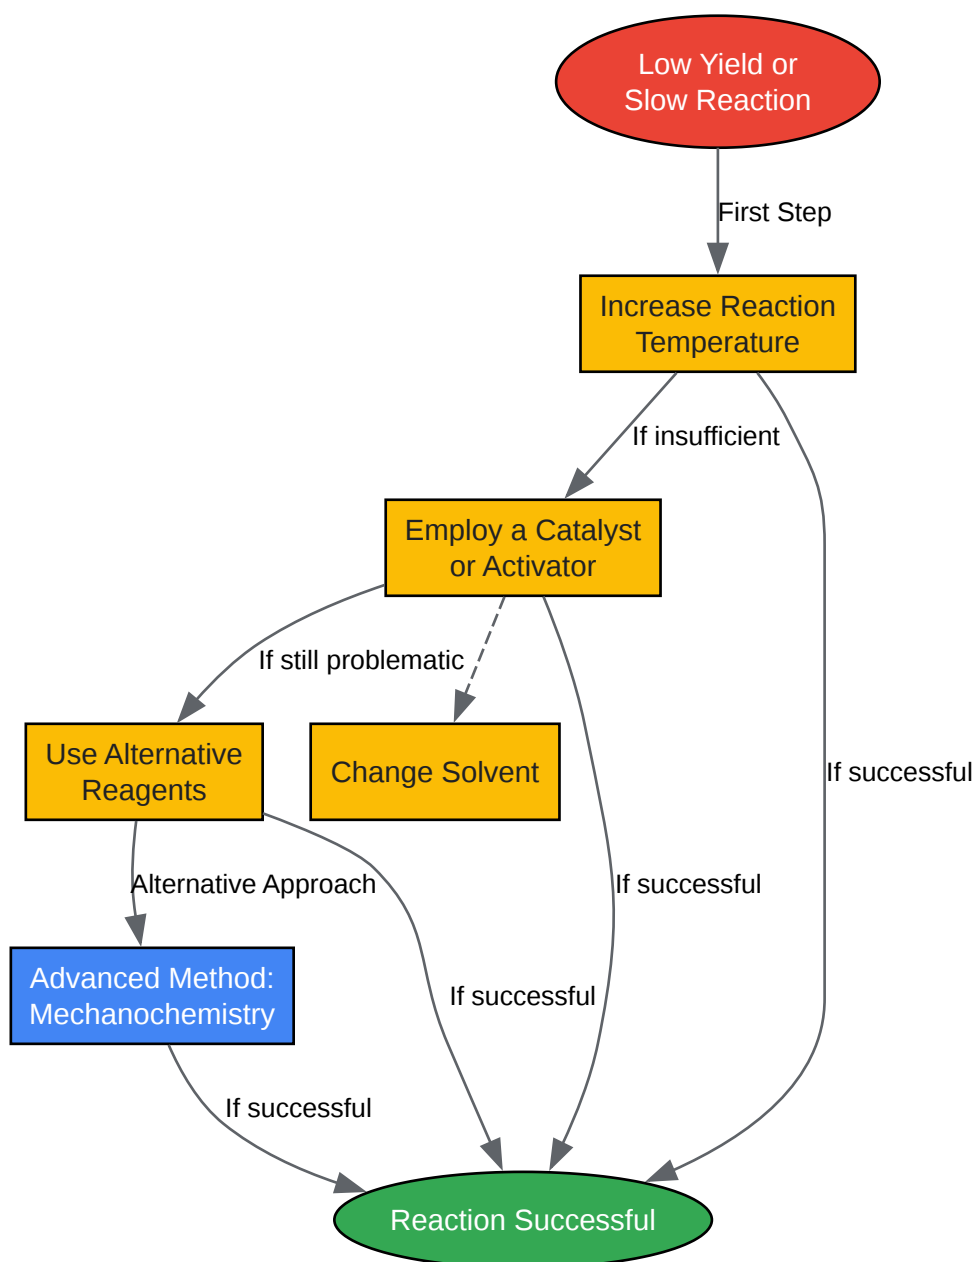 Low Yield or
Slow Reaction
First Step
Increase Reaction
Temperature
If insufficient
Employ a Catalyst
or Activator
If still problematic
Use Alternative
Reagents
Change Solvent
If successful
Alternative Approach
If successful
Advanced Method:
Mechanochemistry
If successful
If successful
Reaction Successful